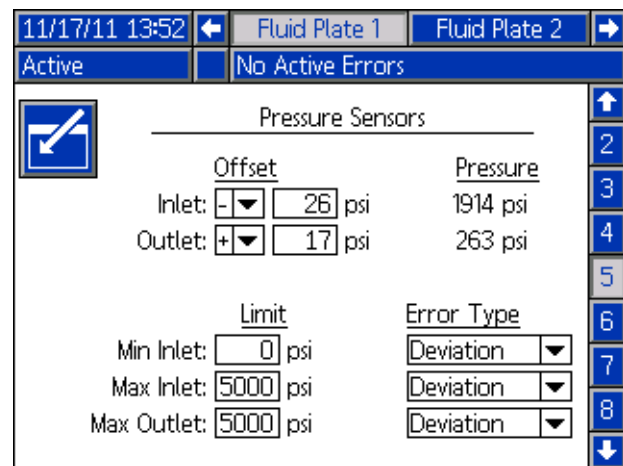 11/17/11 13:52 Fluid Plate 1 Fluid Plate 2
Active No Active Errors
Pressure Sensors
Offset Pressure
Inlet: - 26 psi 1914 psi
Outlet: + 17 psi 263 psi
Limit Error Type
Min Inlet: 0 psi Deviation
Max Inlet: 5000 psi Deviation
Max Outlet: 5000 psi Deviation
2
3
4
5
6
7
8